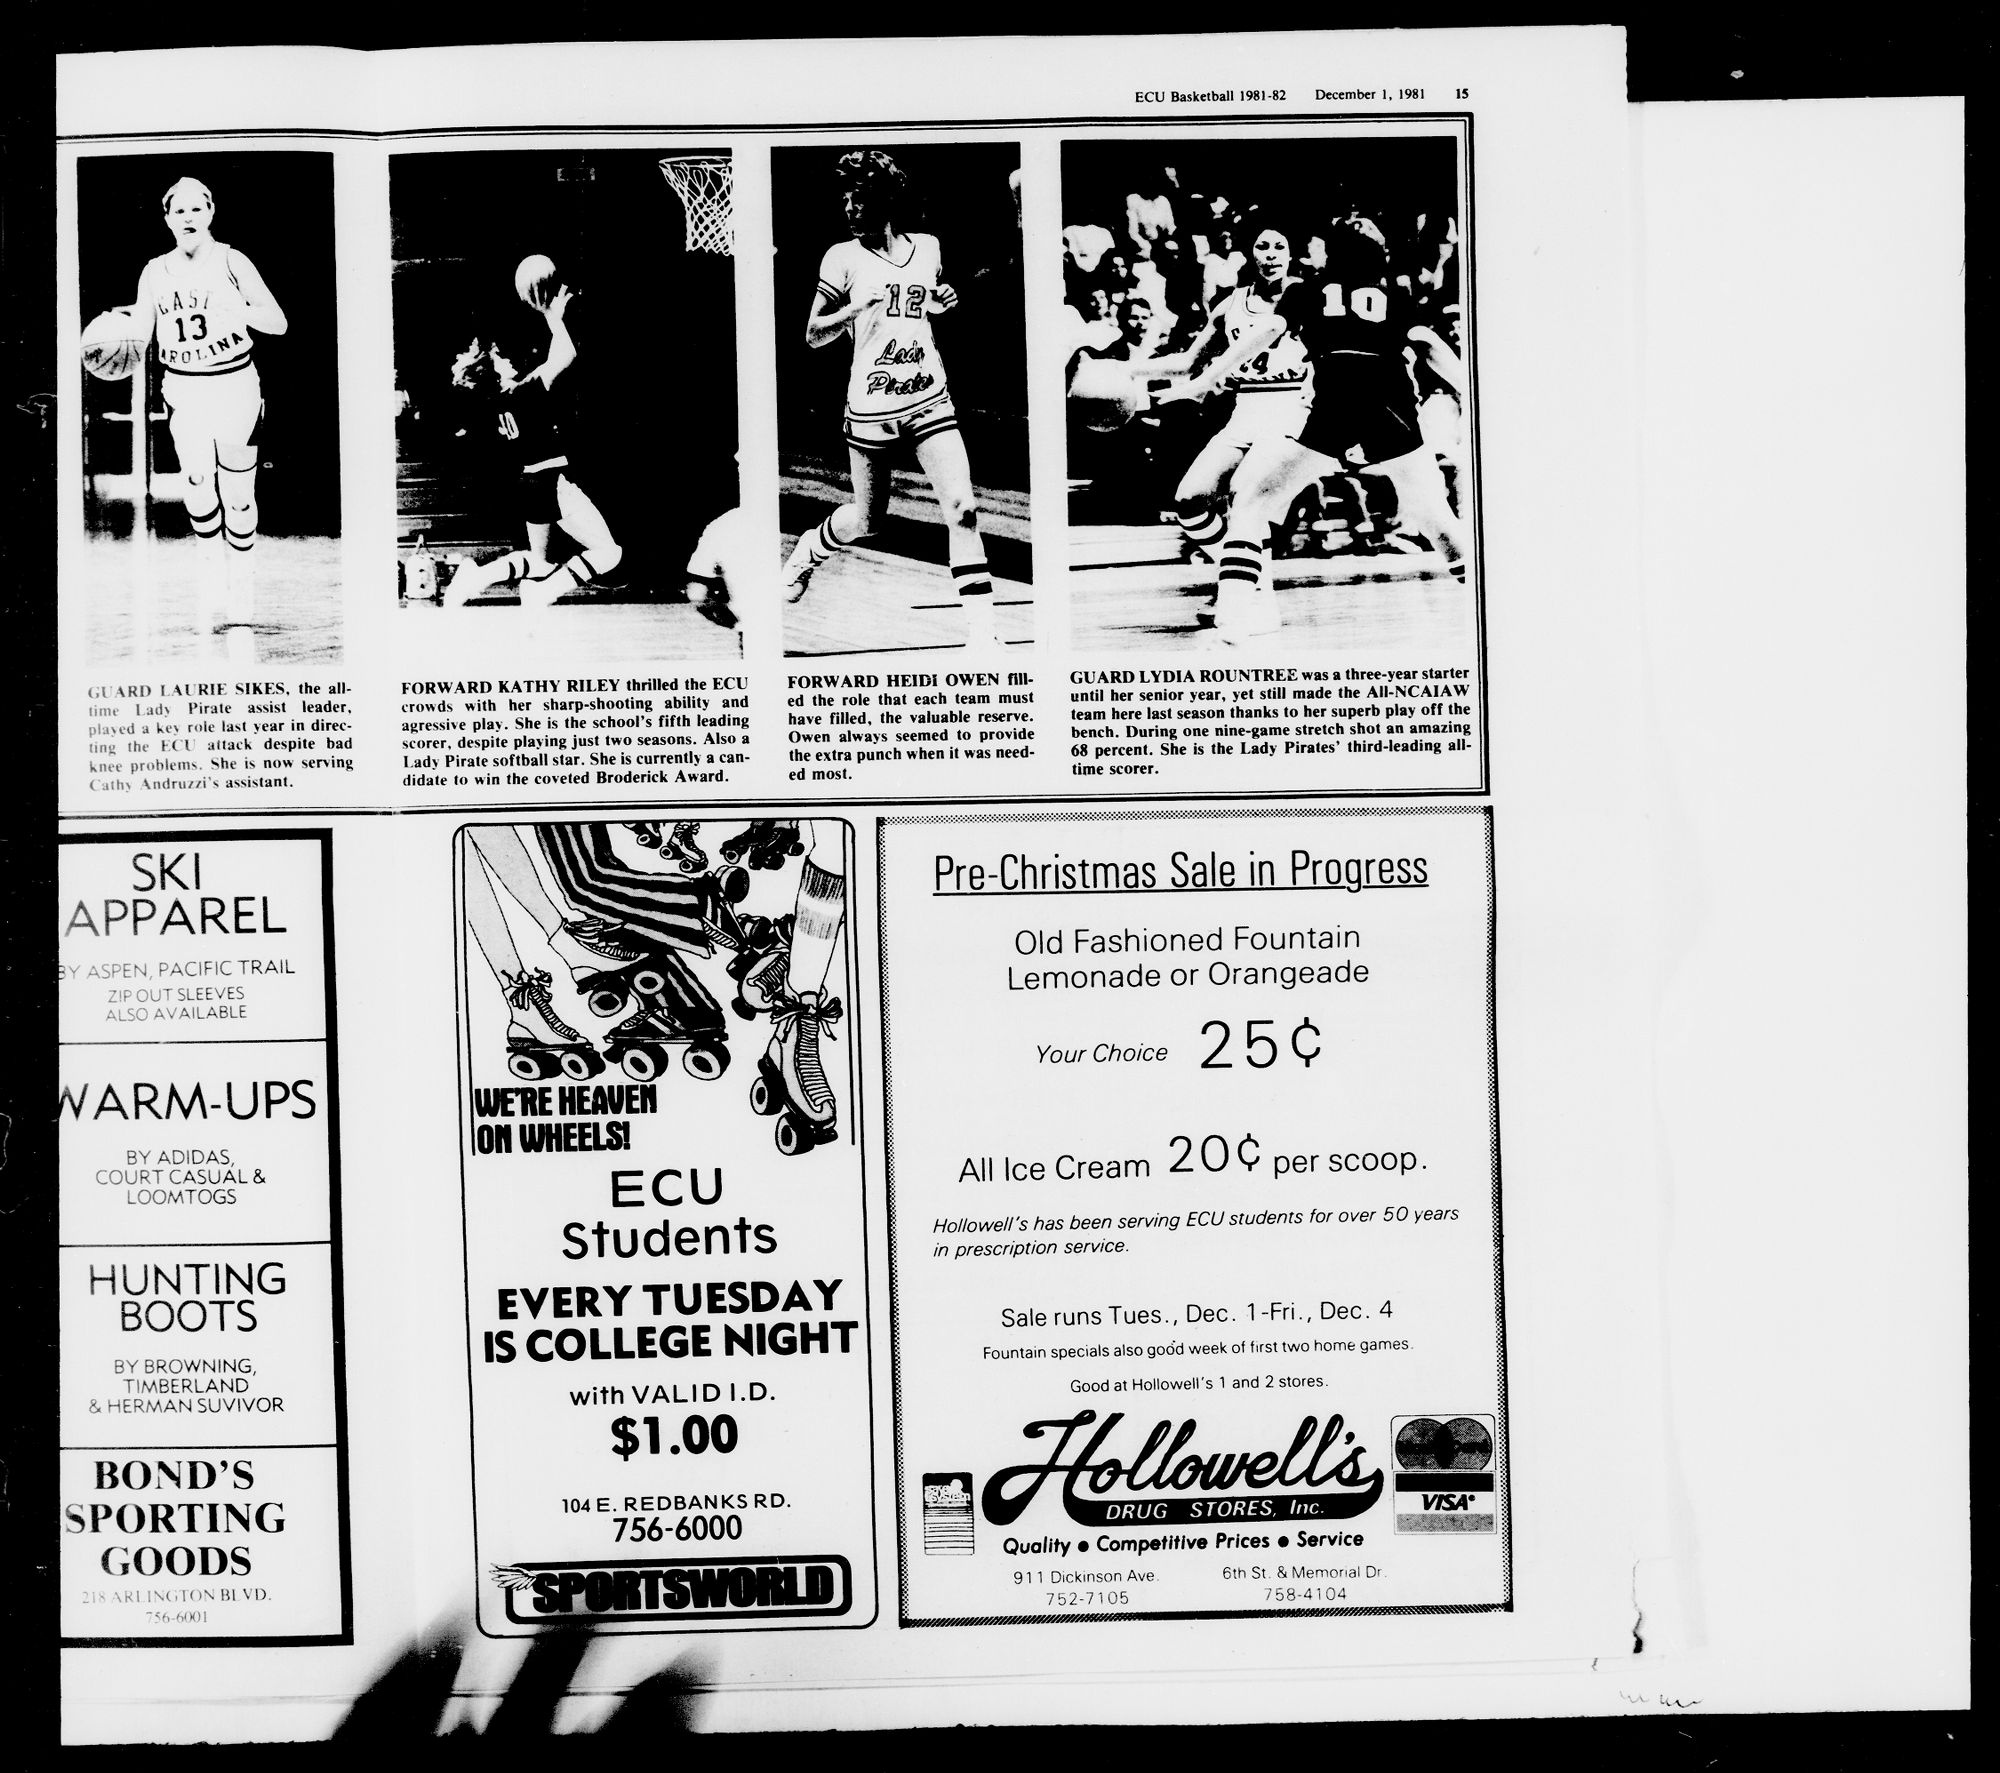 ECU Basketball 1981-82 December 1, 1981 15
EAST
13
AROLINA
12
Lady
Pirates
10
GUARD LAURIE SIKES, the all-
time Lady Pirate assist leader,
played a key role last year in direc-
ting the ECU attack despite bad
knee problems. She is now serving
Cathy Andruzzi's assistant.
FORWARD KATHY RILEY thrilled the ECU
crowds with her sharp-shooting ability and
agressive play. She is the school's fifth leading
scorer, despite playing just two seasons. Also a
Lady Pirate softball star. She is currently a can-
didate to win the coveted Broderick Award.
FORWARD HEIDI OWEN fill-
ed the role that each team must
have filled, the valuable reserve.
Owen always seemed to provide
the extra punch when it was need-
ed most.
GUARD LYDIA ROUNTREE was a three-year starter
until her senior year, yet still made the All-NCAIAW
team here last season thanks to her superb play off the
bench. During one nine-game stretch shot an amazing
68 percent. She is the Lady Pirates' third-leading all-
time scorer.
SKI
APPAREL
BY ASPEN, PACIFIC TRAIL
ZIP OUT SLEEVES
ALSO AVAILABLE
WARM-UPS
BY ADIDAS,
COURT CASUAL &
LOOMTOGS
HUNTING
BOOTS
BY BROWNING,
TIMBERLAND
& HERMAN SUVIVOR
BOND'S
SPORTING
GOODS
218 ARLINGTON BLVD.
756-6001
WE'RE HEAVEN
ON WHEELS!
ECU
Students
EVERY TUESDAY
IS COLLEGE NIGHT
with VALID I.D.
$1.00
104 E. REDBANKS RD.
756-6000
SPORTSWORLD
Pre-Christmas Sale in Progress
Old Fashioned Fountain
Lemonade or Orangeade
Your Choice 25¢
All Ice Cream 20¢ per scoop.
Hollowell's has been serving ECU students for over 50 years
in prescription service.
Sale runs Tues., Dec. 1-Fri., Dec. 4
Fountain specials also good week of first two home games.
Good at Hollowell's 1 and 2 stores.
Hollowell's
DRUG STORES, Inc.
VISA
Quality • Competitive Prices • Service
911 Dickinson Ave. 6th St. & Memorial Dr.
752-7105 758-4104